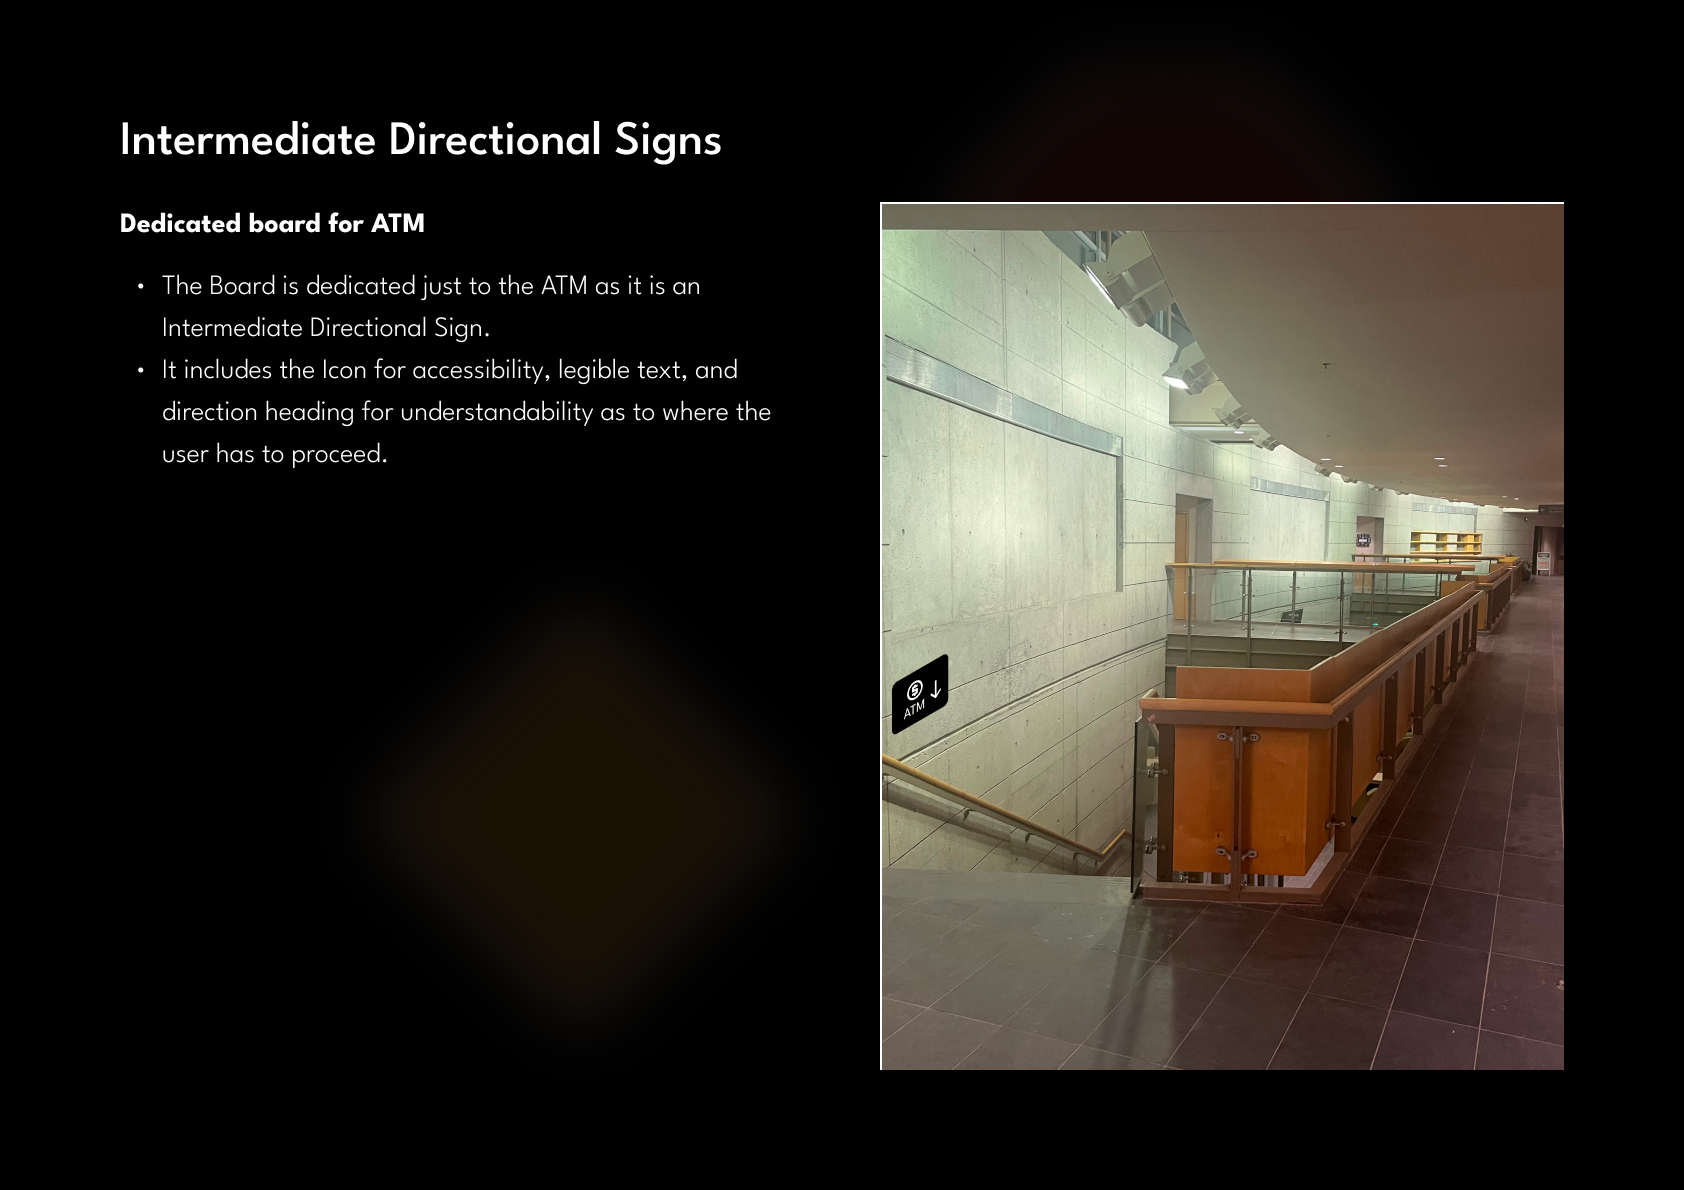 Intermediate Directional Signs
Dedicated board for ATM
• The Board is dedicated just to the ATM as it is an
Intermediate Directional Sign.
• It includes the Icon for accessibility, legible text, and
direction heading for understandability as to where the
user has to proceed.
ATM